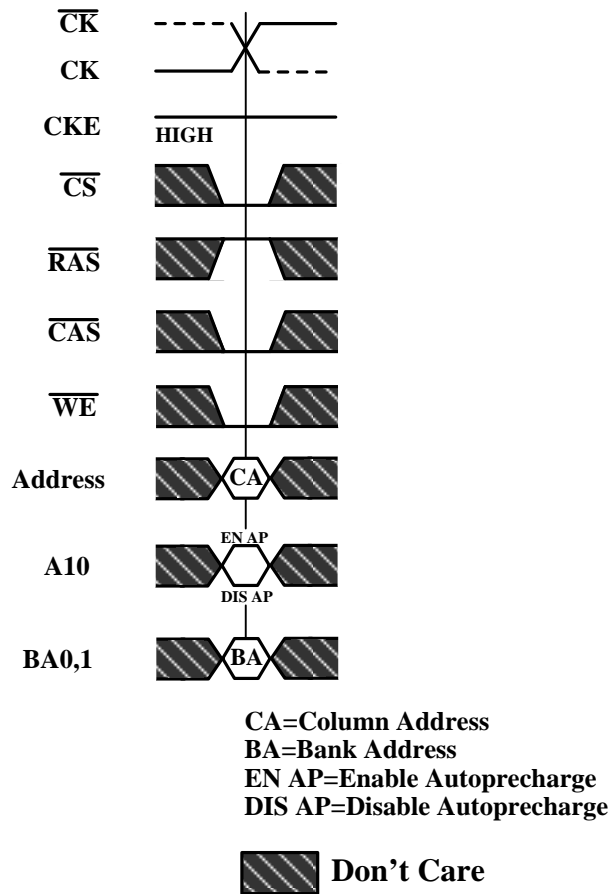 CK
CK
CKE
HIGH
CS
RAS
CAS
WE
Address
CA
EN AP
A10
DIS AP
BA0,1
BA
CA=Column Address
BA=Bank Address
EN AP=Enable Autoprecharge
DIS AP=Disable Autoprecharge
Don't Care